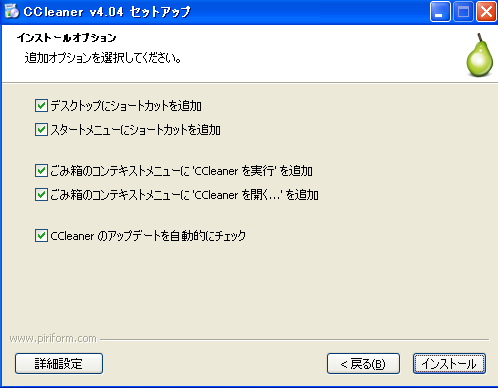 CCleaner v4.04 セットアップ
インストールオプション
追加オプションを選択してください。
デスクトップにショートカットを追加
スタートメニューにショートカットを追加
ごみ箱のコンテキストメニューに 'CCleaner を実行' を追加
ごみ箱のコンテキストメニューに 'CCleaner を開く...' を追加
CCleaner のアップデートを自動的にチェック
www.piriform.com
詳細設定
< 戻る(B)
インストール